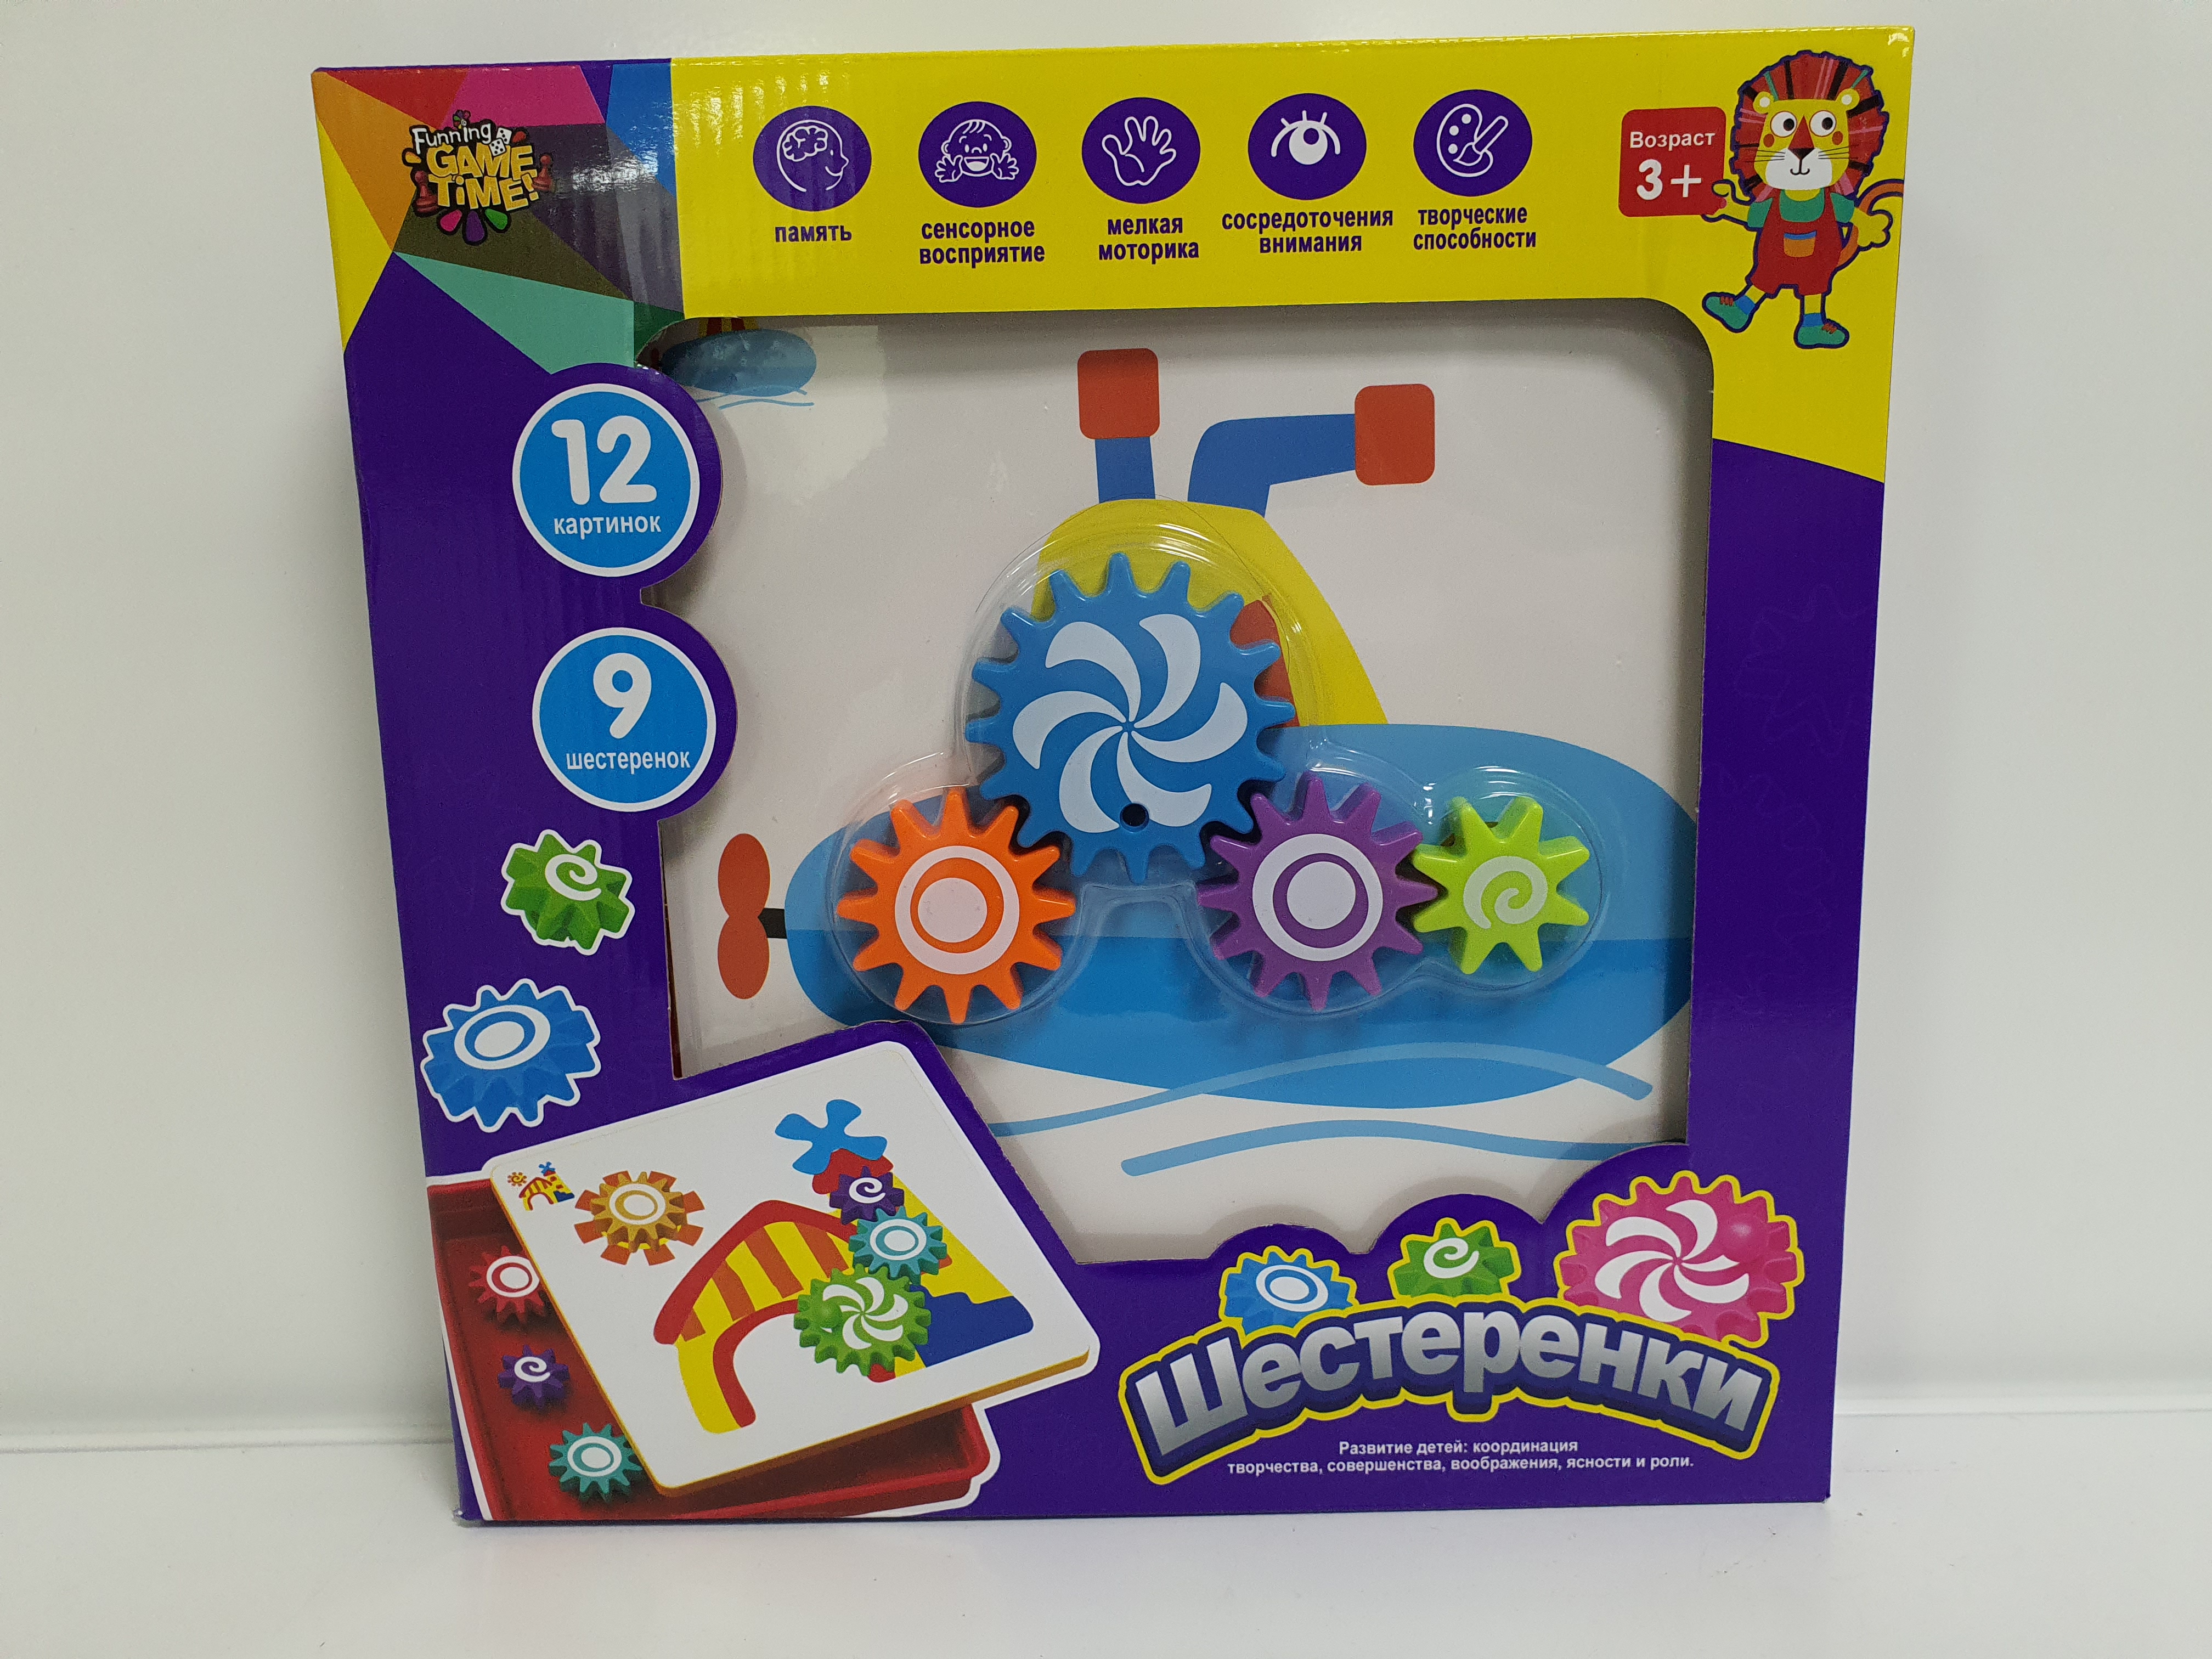 Funning
GAME
TiME!
память
сенсорное
восприятие
мелкая
моторика
сосредоточения
внимания
творческие
способности
Возраст
3+
12
картинок
9
шестеренок
Шестеренки
Развитие детей: координация
творчества, совершенства, воображения, ясности и роли.